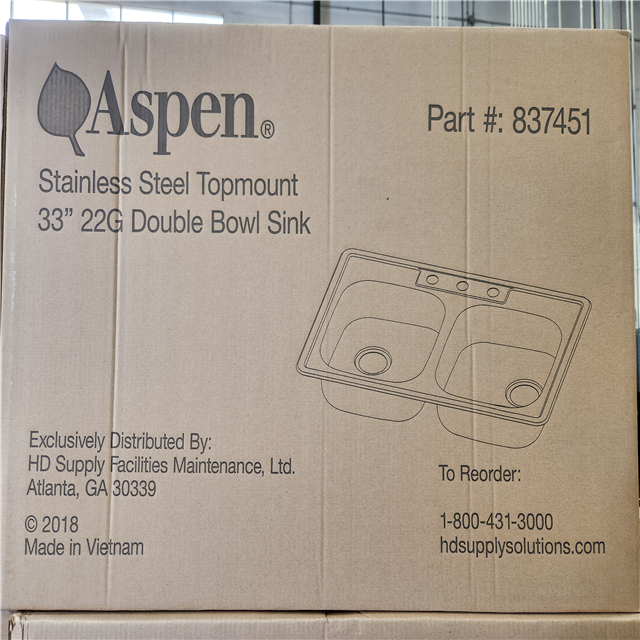 Aspen®
Part #: 837451
Stainless Steel Topmount
33” 22G Double Bowl Sink
Exclusively Distributed By:
HD Supply Facilities Maintenance, Ltd.
Atlanta, GA 30339
© 2018
Made in Vietnam
To Reorder:
1-800-431-3000
hdsupplysolutions.com